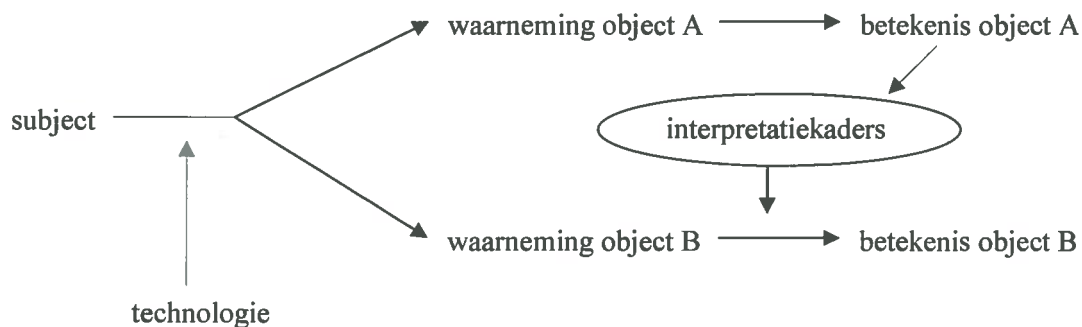 waarneming object A
betekenis object A
subject
interpretatiekaders
waarneming object B
betekenis object B
technologie